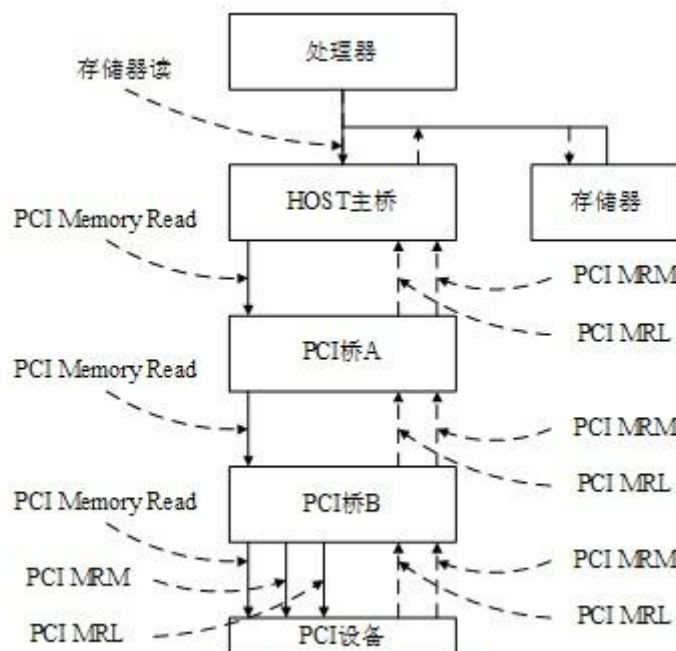 处理器
存储器读
HOST主桥
存储器
PCI Memory Read
PCI MRM
PCI MRL
PCI桥A
PCI Memory Read
PCI MRM
PCI MRL
PCI桥B
PCI Memory Read
PCI MRM
PCI MRM
PCI MRL
PCI MRL
PCI设备